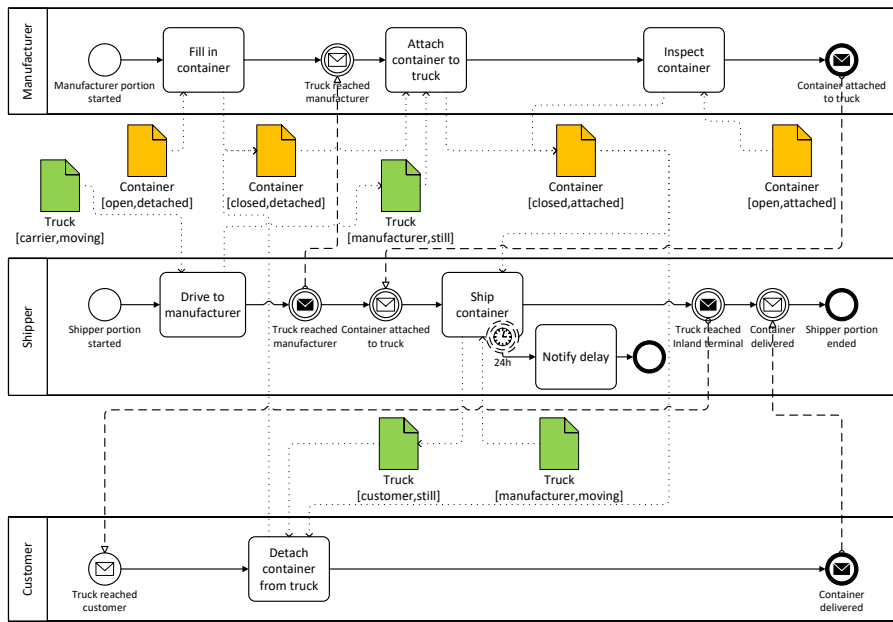 Manufacturer
Fill in
container
Attach
container to
truck
Inspect
container
Manufacturer portion
started
Truck reached
manufacturer
Container attached
to truck
Container
[open,detached]
Container
[closed,detached]
Container
[closed,attached]
Container
[open,attached]
Truck
[carrier,moving]
Truck
[manufacturer,still]
Shipper
Drive to
manufacturer
Ship
container
Shipper portion
started
Truck reached
manufacturer
Container attached
to truck
Truck reached
Inland terminal
Container
delivered
Shipper portion
ended
24h
Notify delay
Truck
[customer,still]
Truck
[manufacturer,moving]
Customer
Detach
container
from truck
Truck reached
customer
Container
delivered